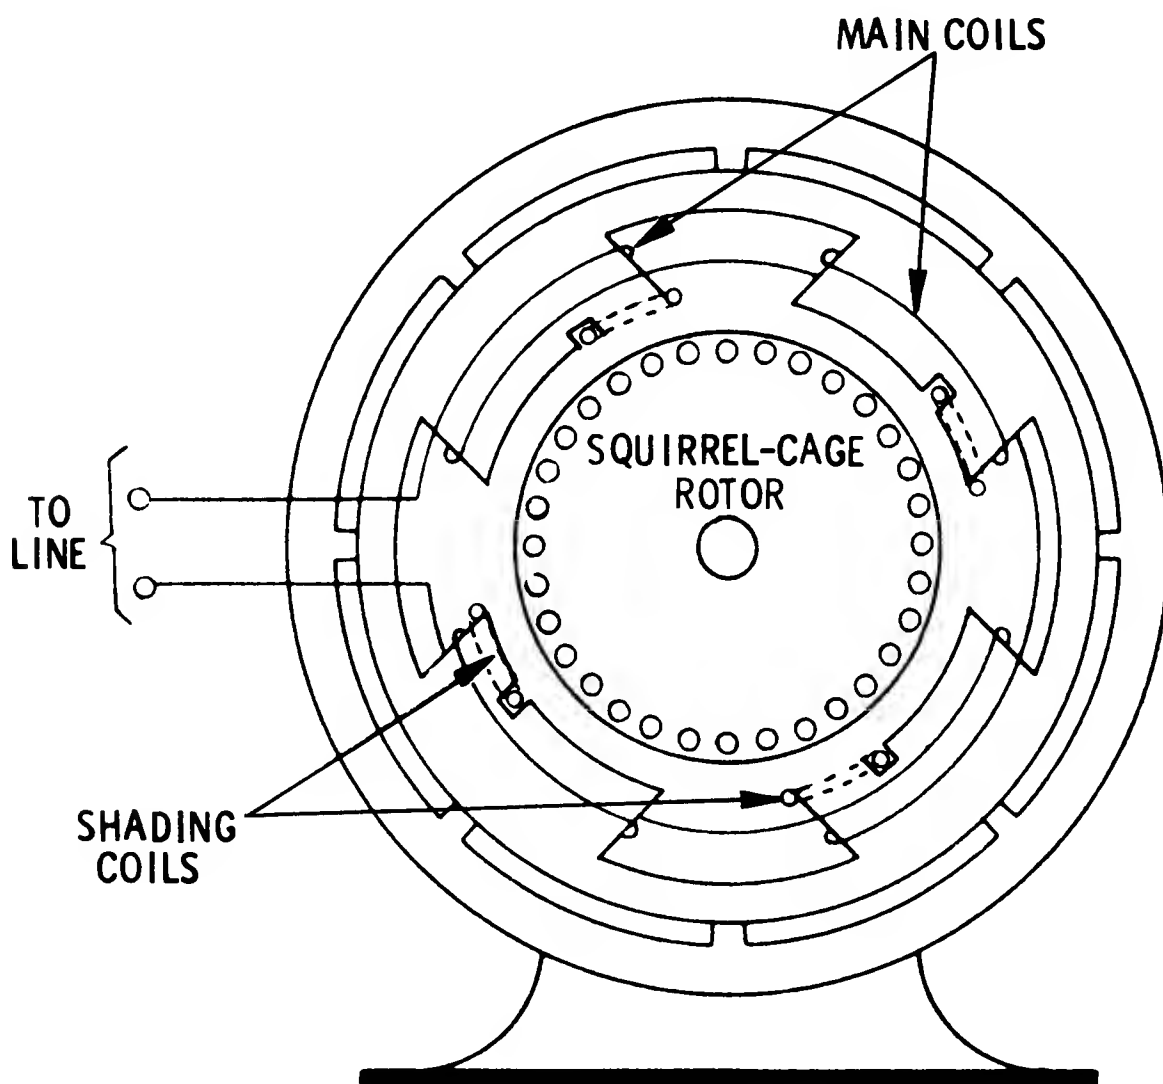 MAIN COILS
SQUIRREL-CAGE
ROTOR
TO
LINE
SHADING
COILS